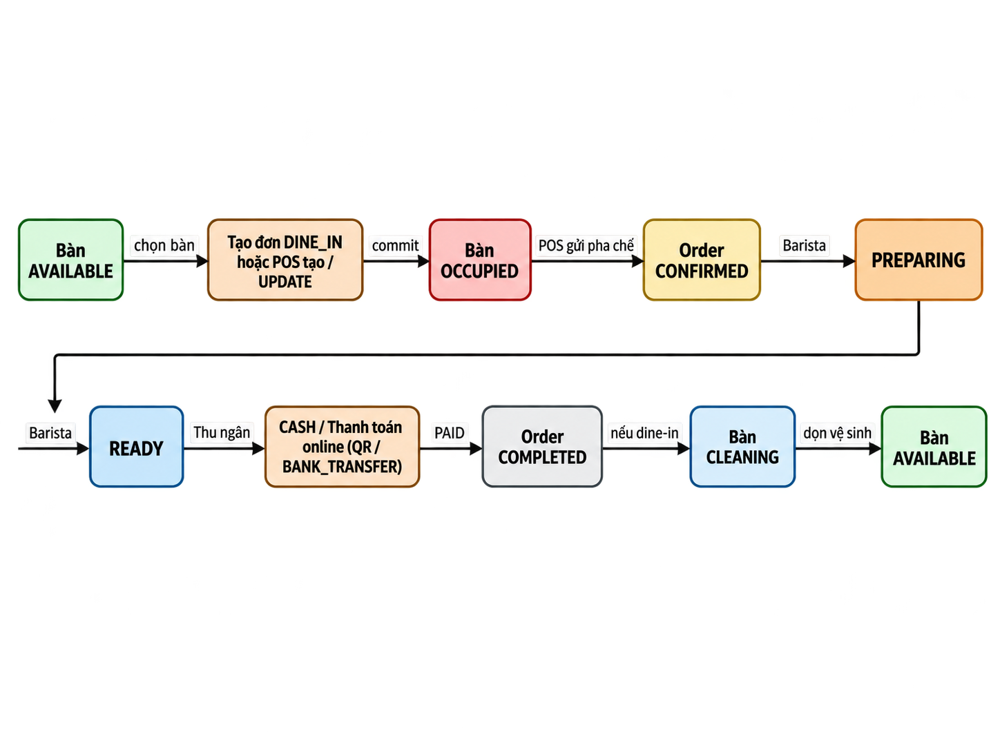 Bàn
AVAILABLE
chọn bàn
Tạo đơn DINE_IN
hoặc POS tạo /
UPDATE
commit
Bàn
OCCUPIED
POS gửi pha chế
Order
CONFIRMED
Barista
PREPARING
Barista
READY
Thu ngân
CASH / Thanh toán
online (QR /
BANK_TRANSFER)
PAID
Order
COMPLETED
nếu dine-in
Bàn
CLEANING
dọn vệ sinh
Bàn
AVAILABLE